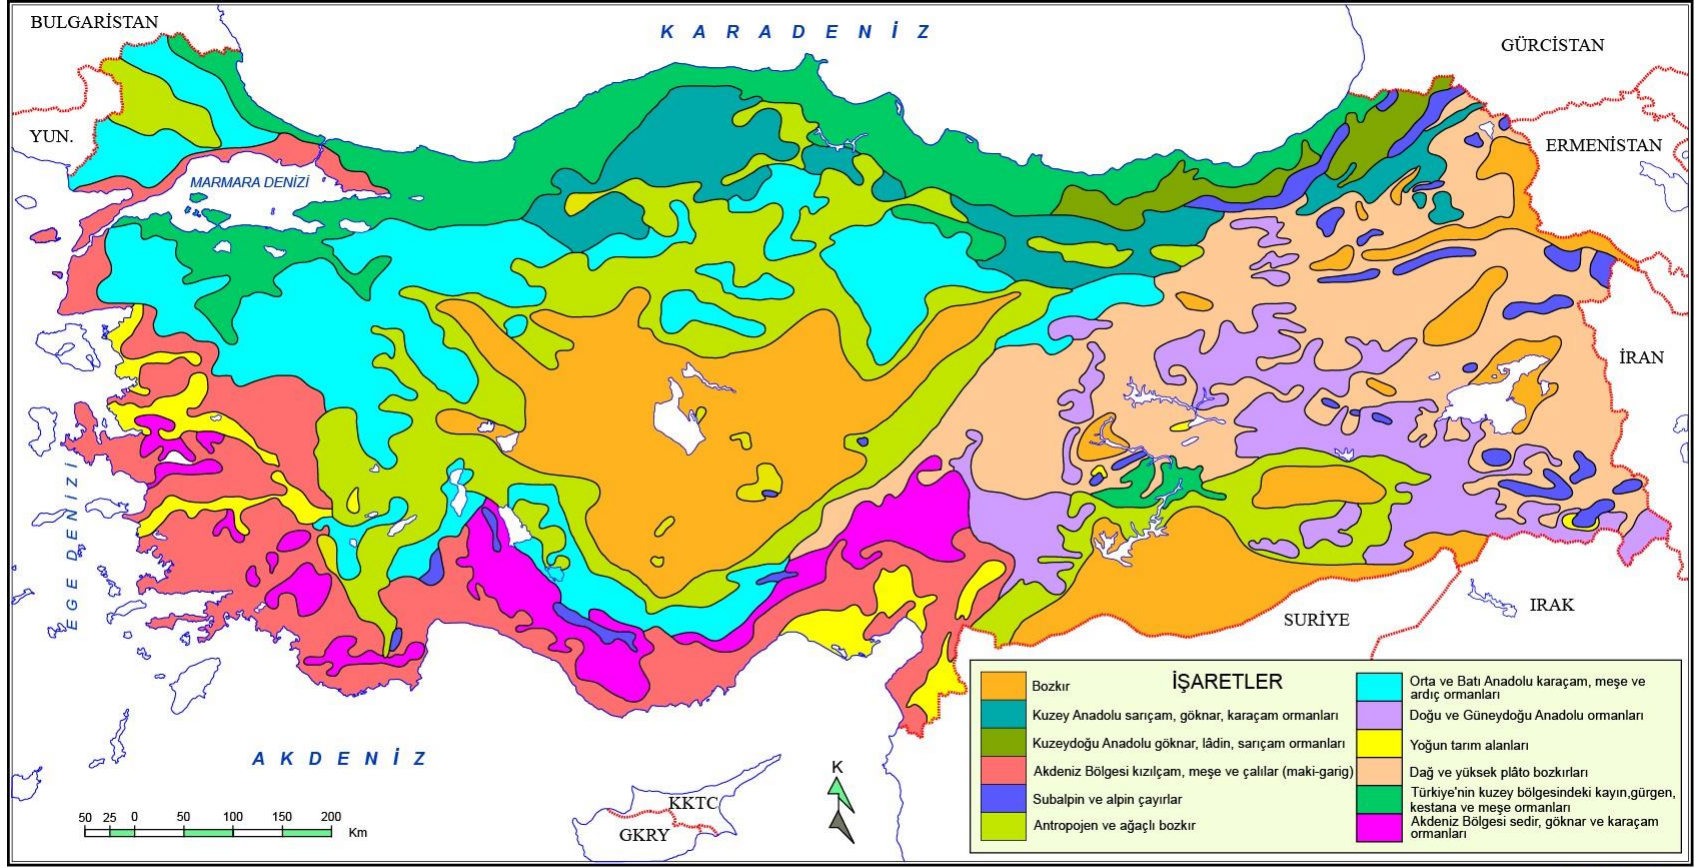 BULGARİSTAN
K A R A D E N İ Z
GÜRCİSTAN
YUN.
ERMENİSTAN
MARMARA DENİZİ
İRAN
EGE DENİZİ
IRAK
SURİYE
A K D E N İ Z
K
KKTC
GKRY
50 25 0 50 100 150 200
Km
İŞARETLER
Bozkır
Kuzey Anadolu sarıçam, göknar, karaçam ormanları
Kuzeydoğu Anadolu göknar, lâdin, sarıçam ormanları
Akdeniz Bölgesi kızılçam, meşe ve çalılar (maki-garig)
Subalpin ve alpin çayırlar
Antropojen ve ağaçlı bozkır
Orta ve Batı Anadolu karaçam, meşe ve
ardıç ormanları
Doğu ve Güneydoğu Anadolu ormanları
Yoğun tarım alanları
Dağ ve yüksek plâto bozkırları
Türkiye'nin kuzey bölgesindeki kayın,gürgen,
kestana ve meşe ormanları
Akdeniz Bölgesi sedir, göknar ve karaçam
ormanları